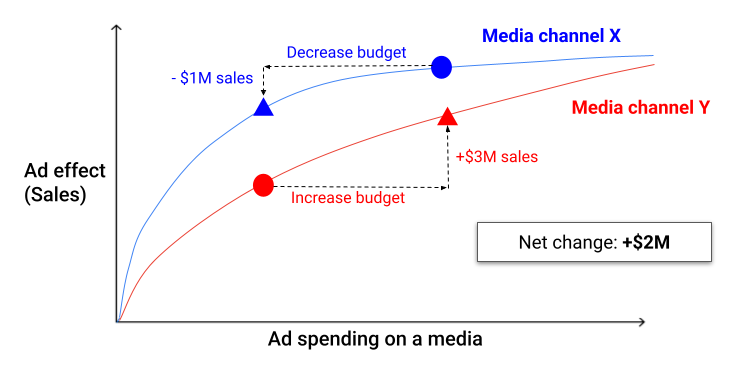 Media channel X
Decrease budget
- $1M sales
Media channel Y
Ad effect
(Sales)
+$3M sales
Increase budget
Net change: +$2M
Ad spending on a media